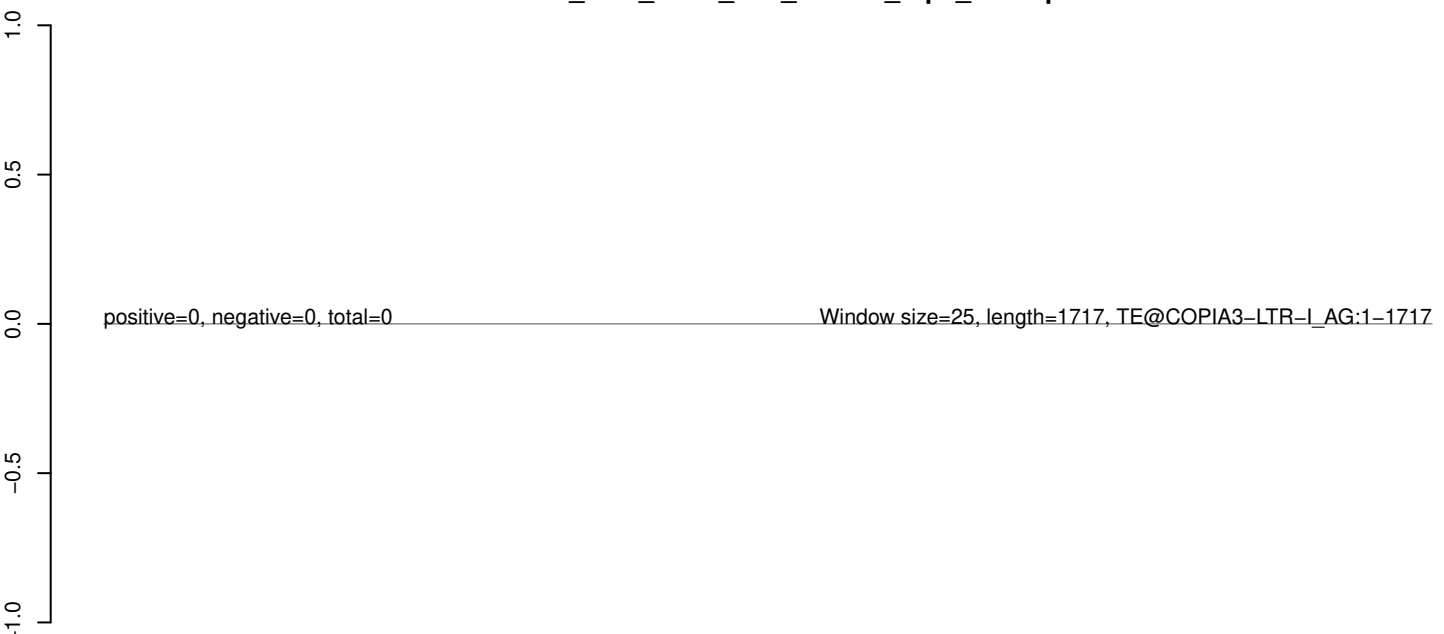 1.0
0.5
positive=0, negative=0, total=0
Window size=25, length=1717, TE@COPIA3−LTR−I_AG:1−1717
0.0
−0.5
−1.0